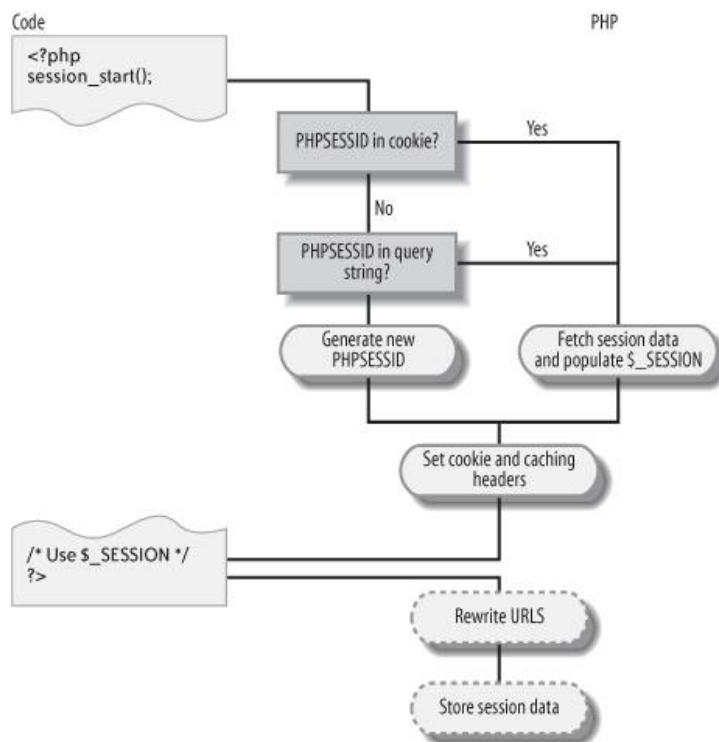 Code
PHP
<?php
session_start();
PHPSESSID in cookie?
Yes
No
PHPSESSID in query
string?
Yes
Generate new
PHPSESSID
Fetch session data
and populate $_SESSION
Set cookie and caching
headers
/* Use $_SESSION */
?>
Rewrite URLS
Store session data